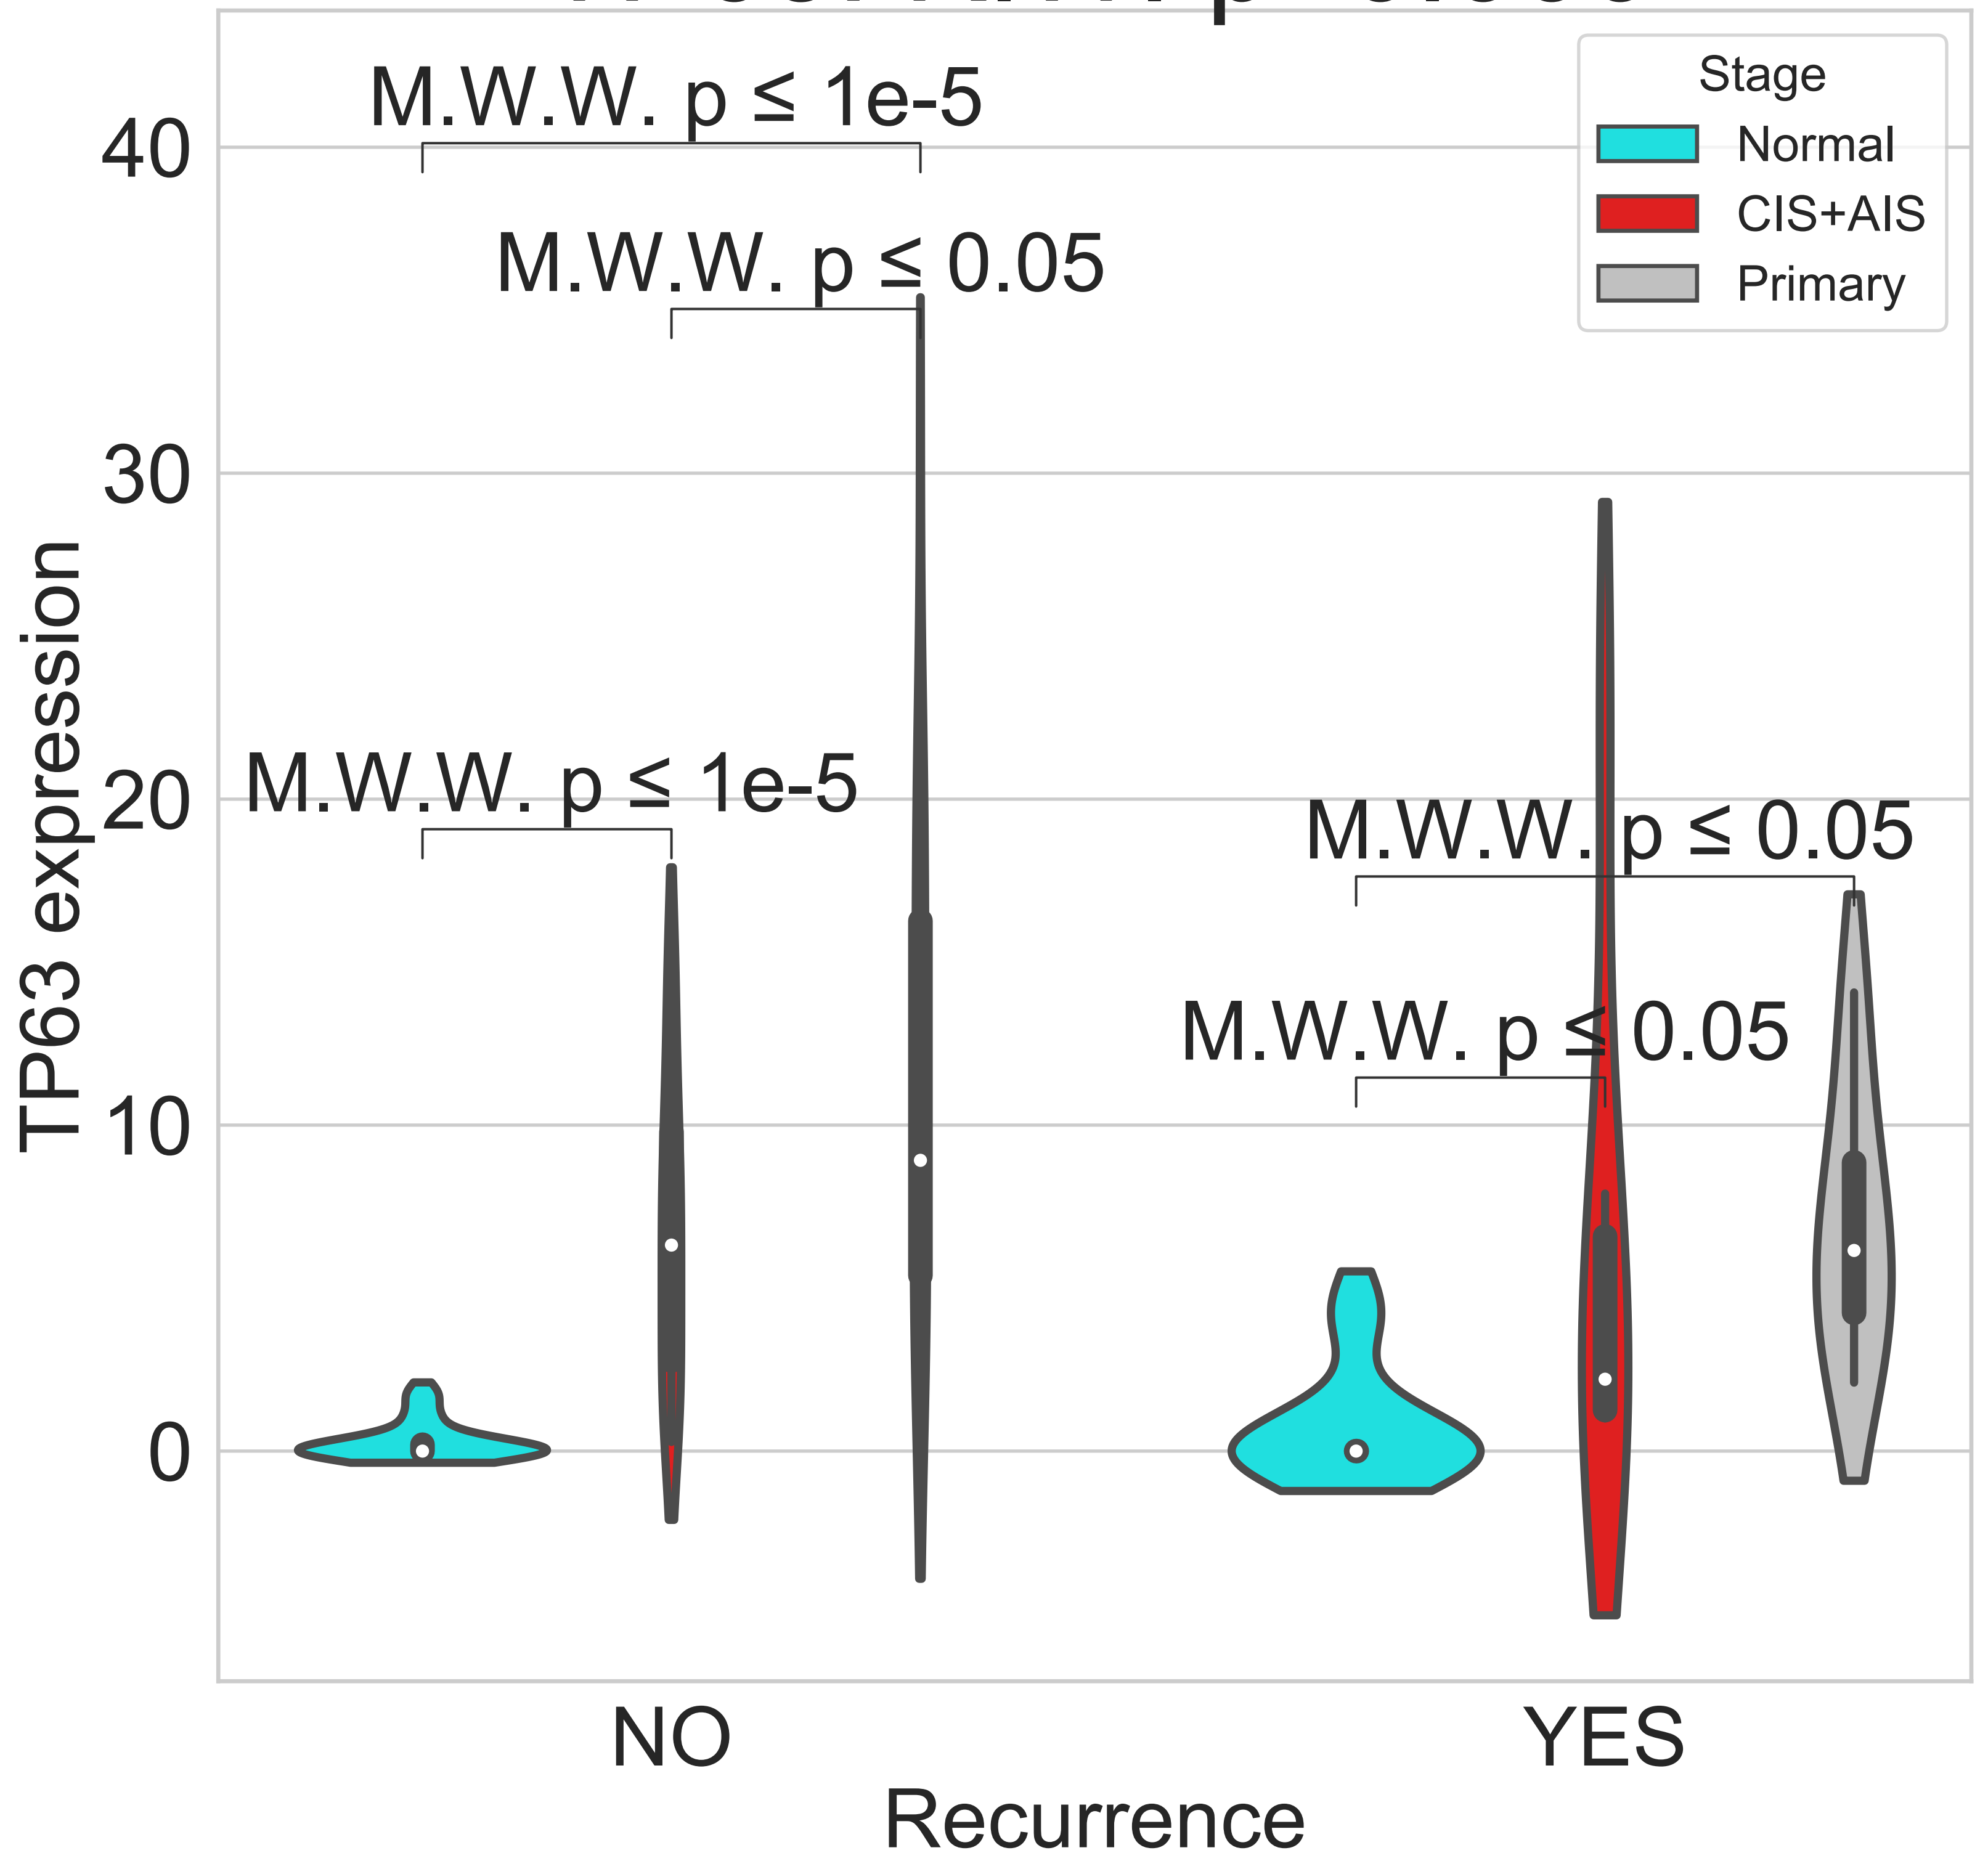 Stage
Normal
CIS+AIS
Primary
M.W.W. p ≤ 1e-5
M.W.W. p ≤ 0.05
M.W.W. p ≤ 1e-5
M.W.W. p ≤ 0.05
M.W.W. p ≤ 0.05
40
30
20
10
0
TP63 expression
NO
YES
Recurrence